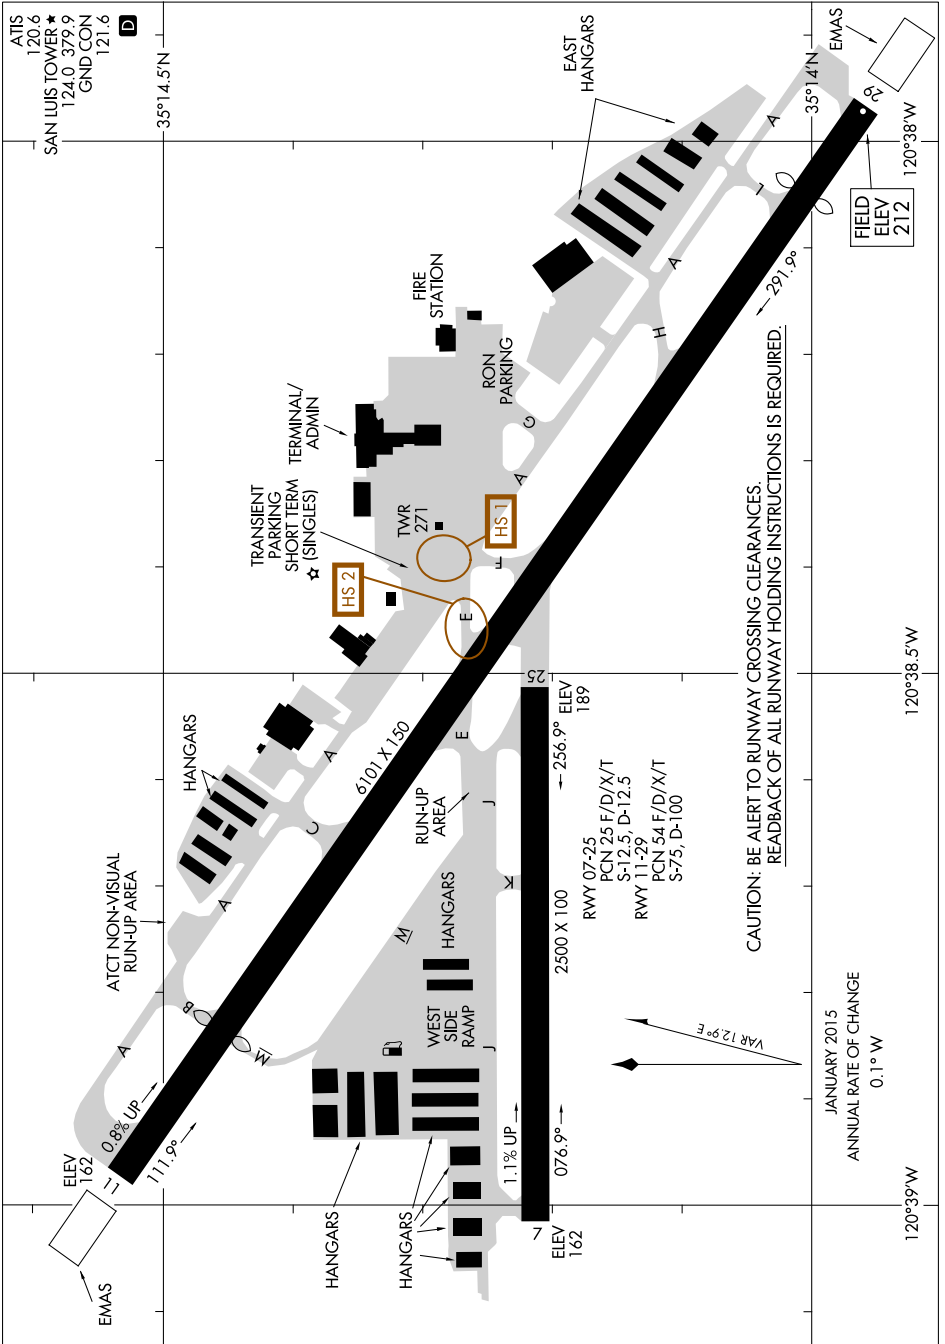 ATIS
120.6
SAN LUIS TOWER ★
124.0 379.9
GND CON
121.6
D
35°14.5'N
35°14'N
EMAS
29
120°38'W
FIELD
ELEV
212
EAST
HANGARS
A
L
A
291.9°
H
FIRE
STATION
RON
PARKING
G
A
TERMINAL/
ADMIN
TRANSIENT
PARKING
SHORT TERM
(SINGLES)
☆
TWR
271
HS 1
F
HS 2
E
120°38.5'W
25
ELEV
189
HANGARS
A
C
6101 X 150
E
RUN-UP
AREA
J
256.9°
ATCT NON-VISUAL
RUN-UP AREA
A
M
HANGARS
K
2500 X 100
RWY 07-25
PCN 25 F/D/X/T
S-12.5, D-12.5
RWY 11-29
PCN 54 F/D/X/T
S-75, D-100
CAUTION: BE ALERT TO RUNWAY CROSSING CLEARANCES.
READBACK OF ALL RUNWAY HOLDING INSTRUCTIONS IS REQUIRED.
B
A
M
WEST
SIDE
RAMP
J
VAR 12.9° E
JANUARY 2015
ANNUAL RATE OF CHANGE
0.1° W
0.8% UP
111.9°
ELEV
162
11
EMAS
HANGARS
HANGARS
1.1% UP
076.9°
7
ELEV
162
120°39'W